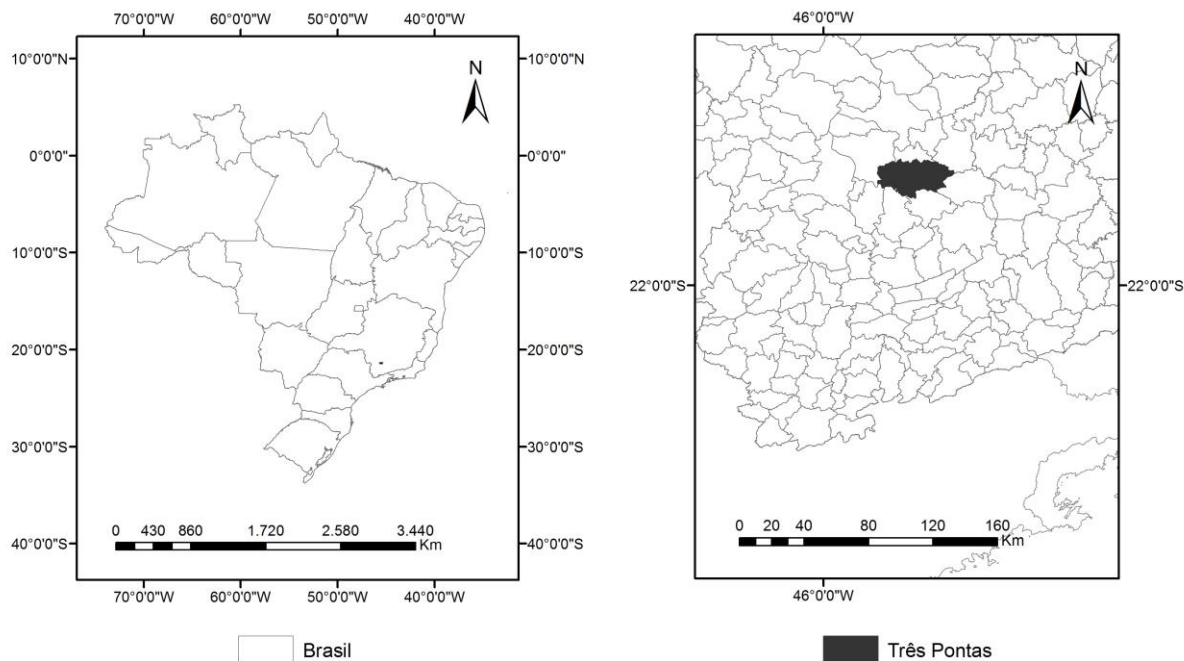 70°0'0"W 60°0'0"W 50°0'0"W 40°0'0"W
10°0'0"N 10°0'0"N
N
0°0'0" 0°0'0"
10°0'0"S 10°0'0"S
20°0'0"S 20°0'0"S
30°0'0"S 30°0'0"S
0 430 860 1.720 2.580 3.440
Km
40°0'0"S 40°0'0"S
70°0'0"W 60°0'0"W 50°0'0"W 40°0'0"W
Brasil
46°0'0"W
N
22°0'0"S 22°0'0"S
0 20 40 80 120 160
Km
46°0'0"W
Três Pontas